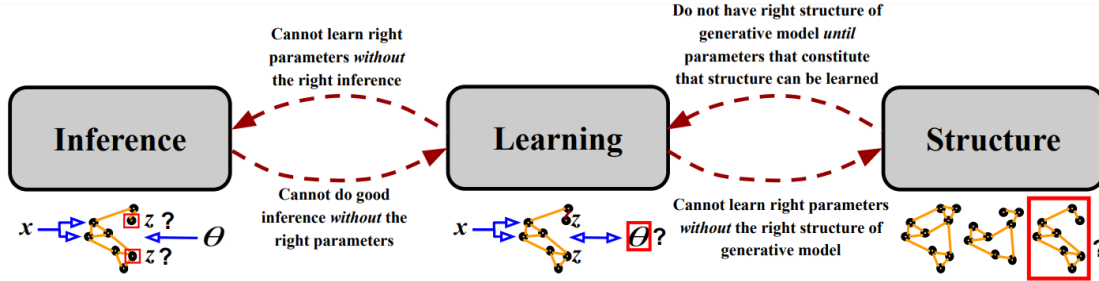 Cannot learn right
parameters without
the right inference
Do not have right structure of
generative model until
parameters that constitute
that structure can be learned
Inference
Learning
Structure
Cannot do good
inference without the
right parameters
Cannot learn right parameters
without the right structure of
generative model
x z ? θ
z ?
x z θ ?
z
?